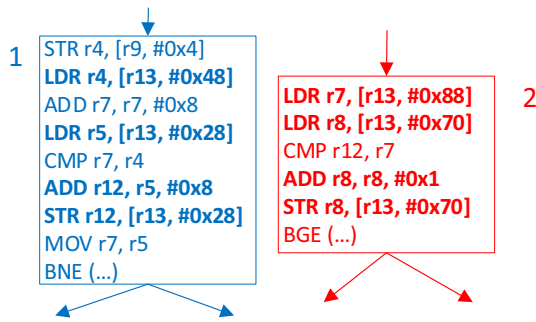 1
STR r4, [r9, #0x4]
LDR r4, [r13, #0x48]
ADD r7, r7, #0x8
LDR r5, [r13, #0x28]
CMP r7, r4
ADD r12, r5, #0x8
STR r12, [r13, #0x28]
MOV r7, r5
BNE (...)
2
LDR r7, [r13, #0x88]
LDR r8, [r13, #0x70]
CMP r12, r7
ADD r8, r8, #0x1
STR r8, [r13, #0x70]
BGE (...)